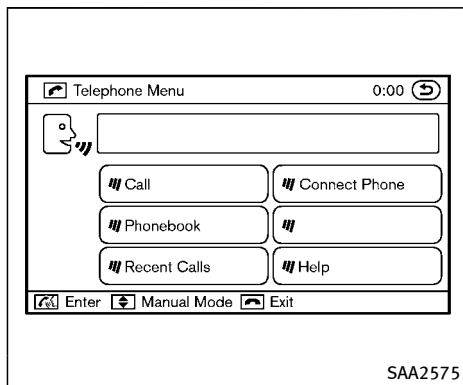 Telephone Menu 0:00
Call Connect Phone
Phonebook
Recent Calls Help
Enter Manual Mode Exit
SAA2575